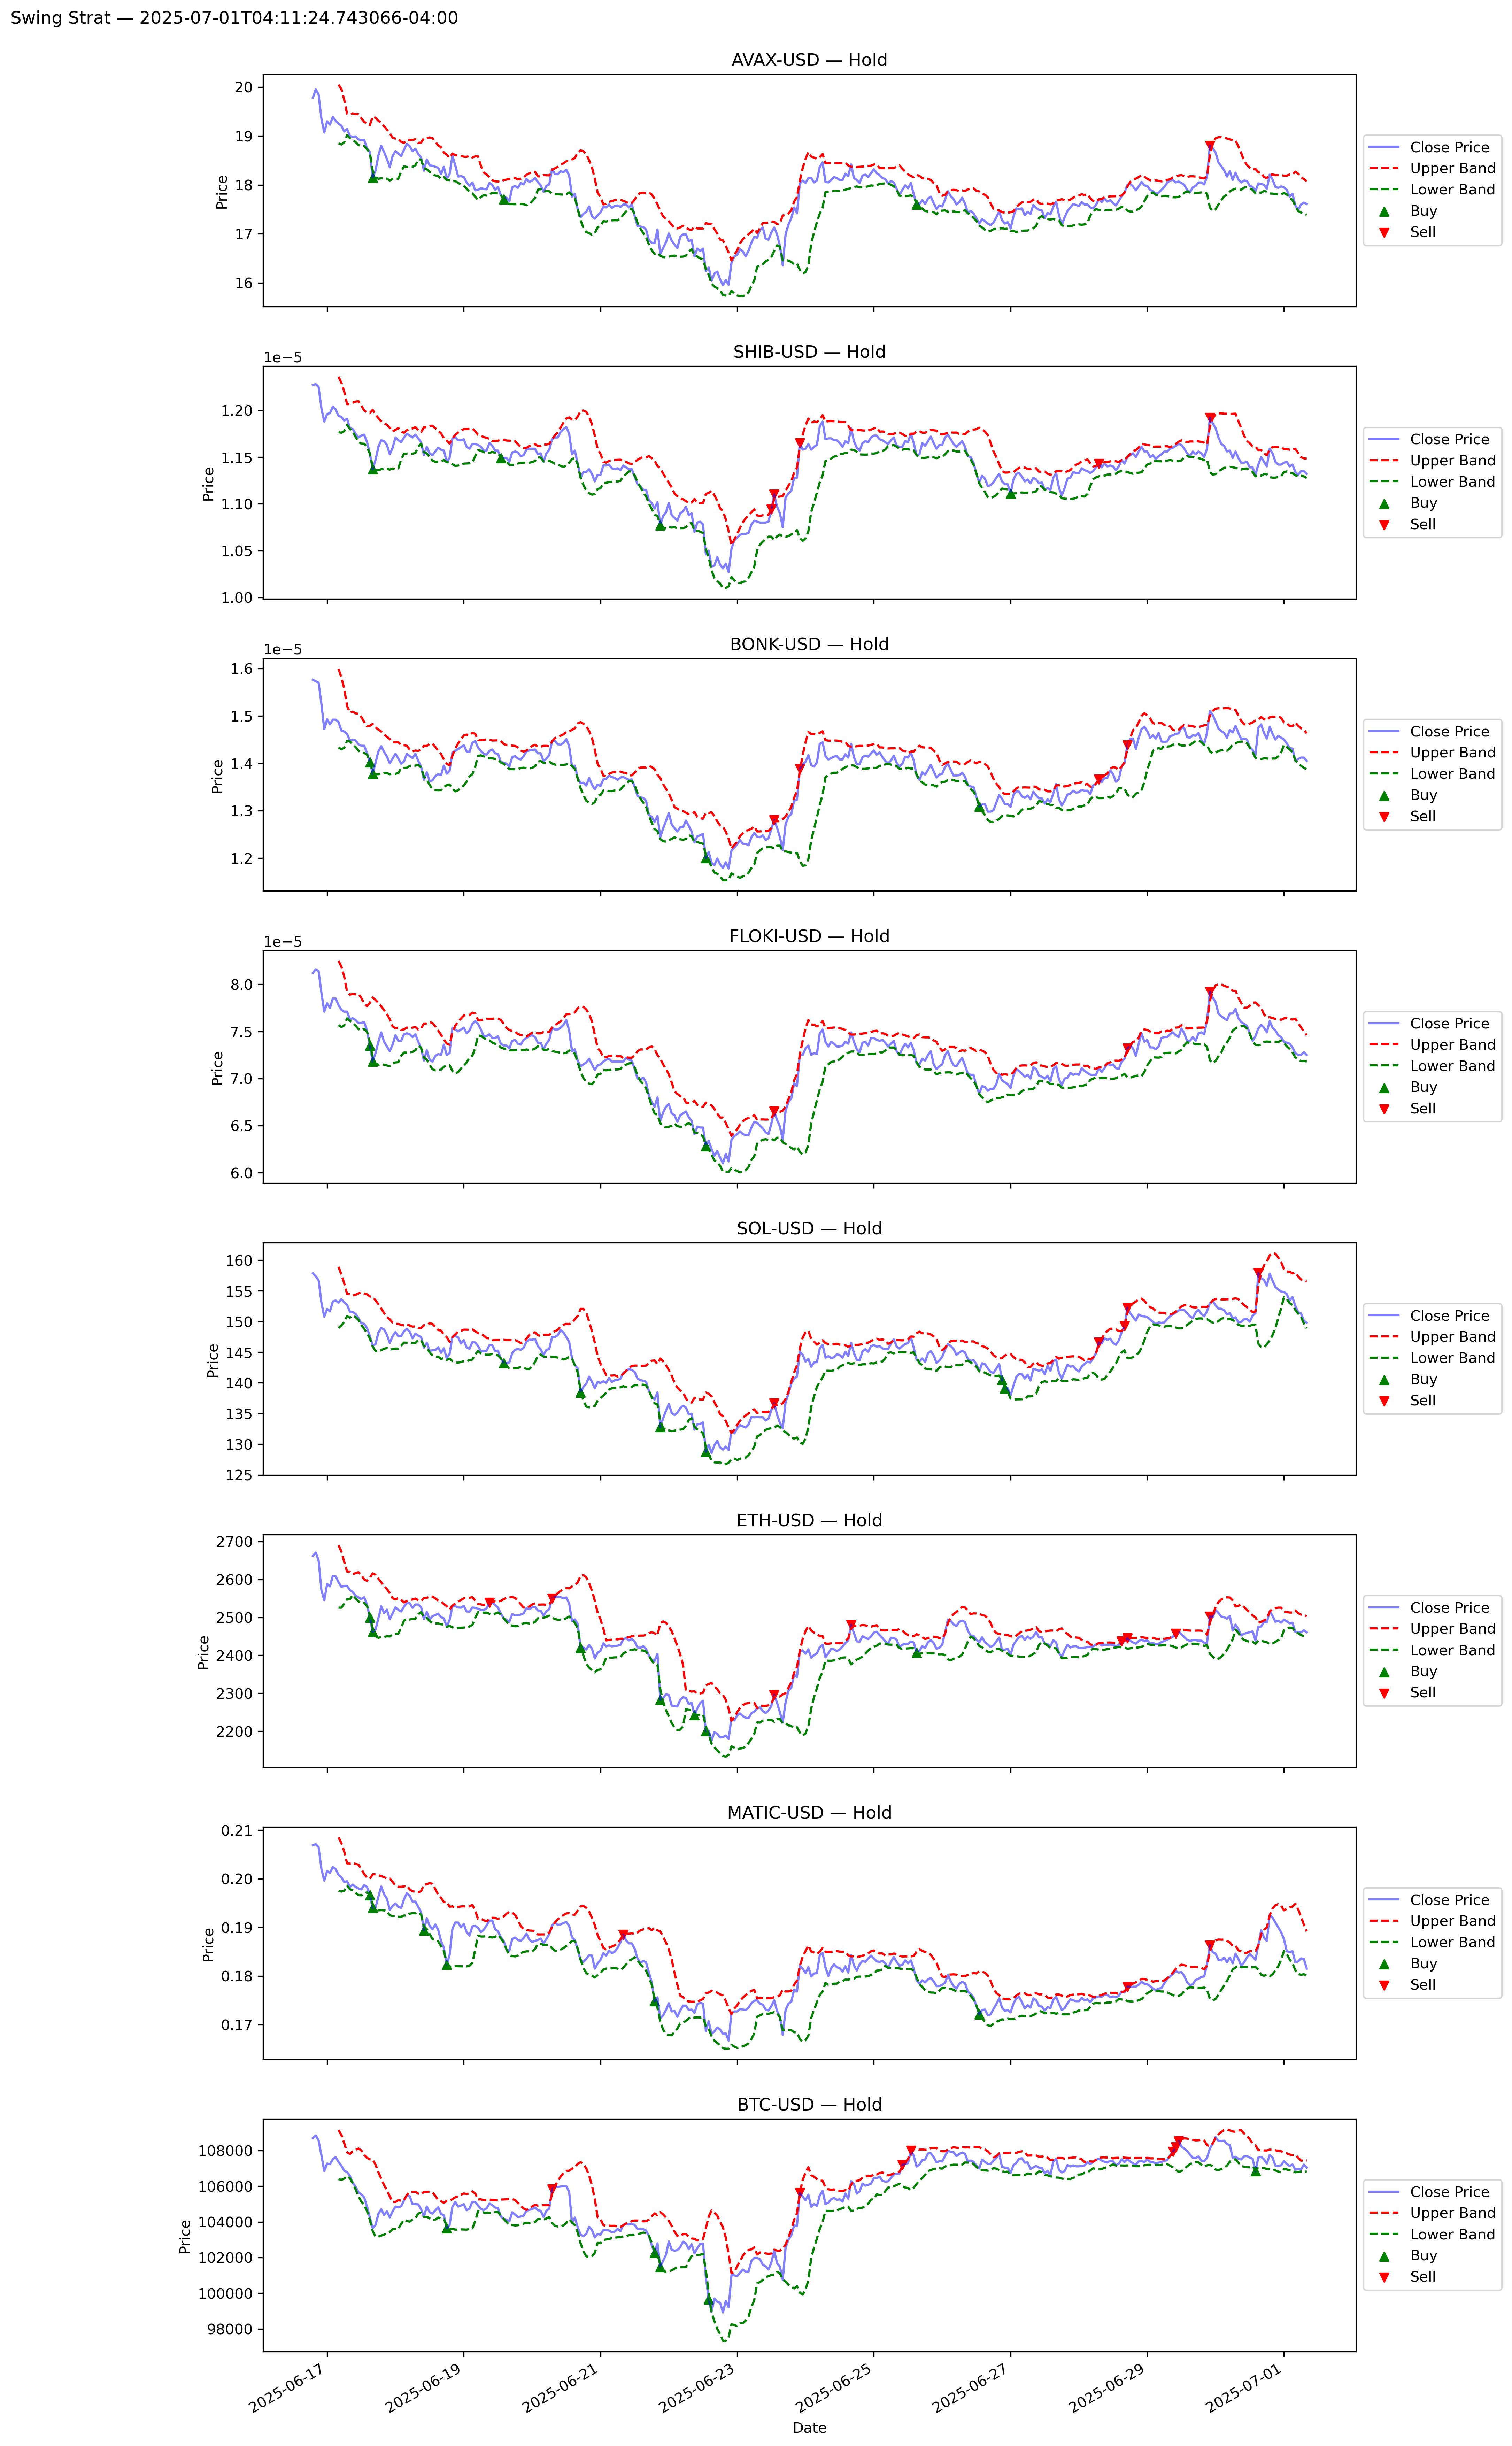 Swing Strat — 2025-07-01T04:11:24.743066-04:00
AVAX-USD — Hold
20
19
18
17
16
Price
Close Price
Upper Band
Lower Band
Buy
Sell
SHIB-USD — Hold
1e−5
1.20
1.15
1.10
1.05
1.00
Price
Close Price
Upper Band
Lower Band
Buy
Sell
BONK-USD — Hold
1e−5
1.6
1.5
1.4
1.3
1.2
Price
Close Price
Upper Band
Lower Band
Buy
Sell
FLOKI-USD — Hold
1e−5
8.0
7.5
7.0
6.5
6.0
Price
Close Price
Upper Band
Lower Band
Buy
Sell
SOL-USD — Hold
160
155
150
145
140
135
130
125
Price
Close Price
Upper Band
Lower Band
Buy
Sell
ETH-USD — Hold
2700
2600
2500
2400
2300
2200
Price
Close Price
Upper Band
Lower Band
Buy
Sell
MATIC-USD — Hold
0.21
0.20
0.19
0.18
0.17
Price
Close Price
Upper Band
Lower Band
Buy
Sell
BTC-USD — Hold
108000
106000
104000
102000
100000
98000
Price
Close Price
Upper Band
Lower Band
Buy
Sell
2025-06-17
2025-06-19
2025-06-21
2025-06-23
2025-06-25
2025-06-27
2025-06-29
2025-07-01
Date